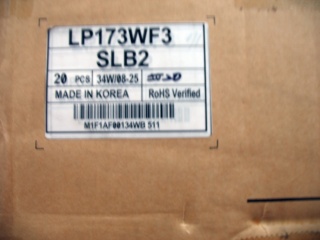 LP173WF3
SLB2
20 PCS 34W/08-25
MADE IN KOREA RoHS Verified
M1F1AF00134WB 511